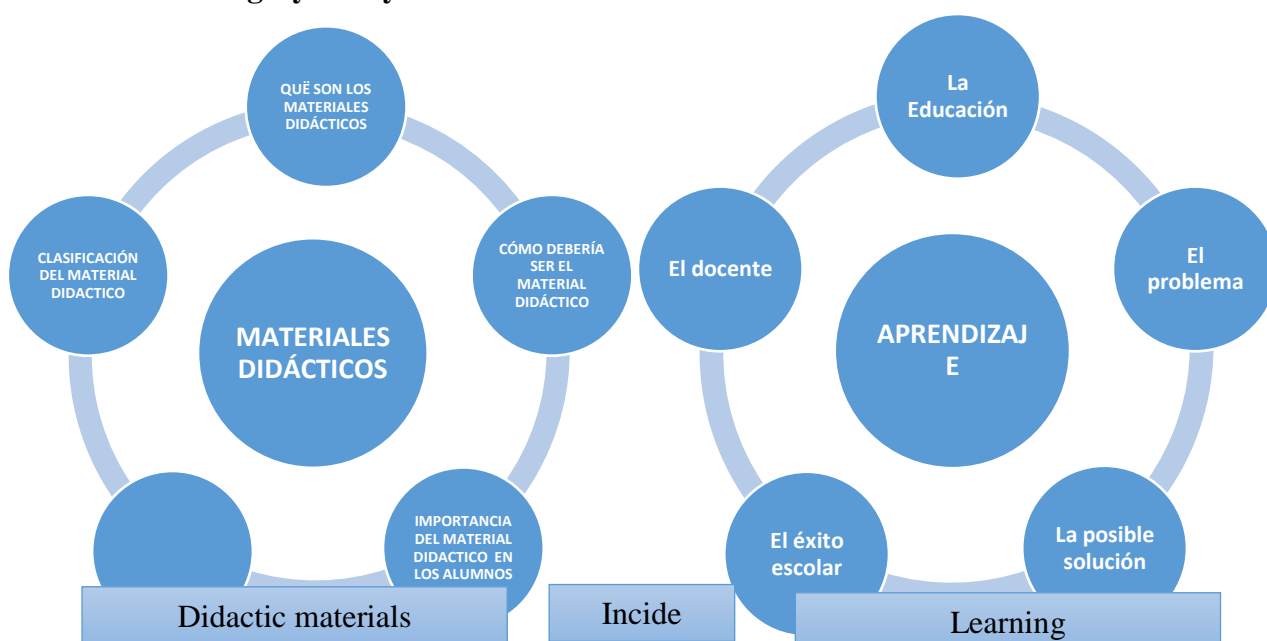 QUË SON LOS
MATERIALES
DIDÁCTICOS
CÓMO DEBERÍA
SER EL
MATERIAL
DIDÁCTICO
IMPORTANCIA
DEL MATERIAL
DIDACTICO EN
LOS ALUMNOS
CLASIFICACIÓN
DEL MATERIAL
DIDACTICO
MATERIALES
DIDÁCTICOS
La
Educación
El
problema
La posible
solución
El éxito
escolar
El docente
APRENDIZAJ
E
Didactic materials
Incide
Learning